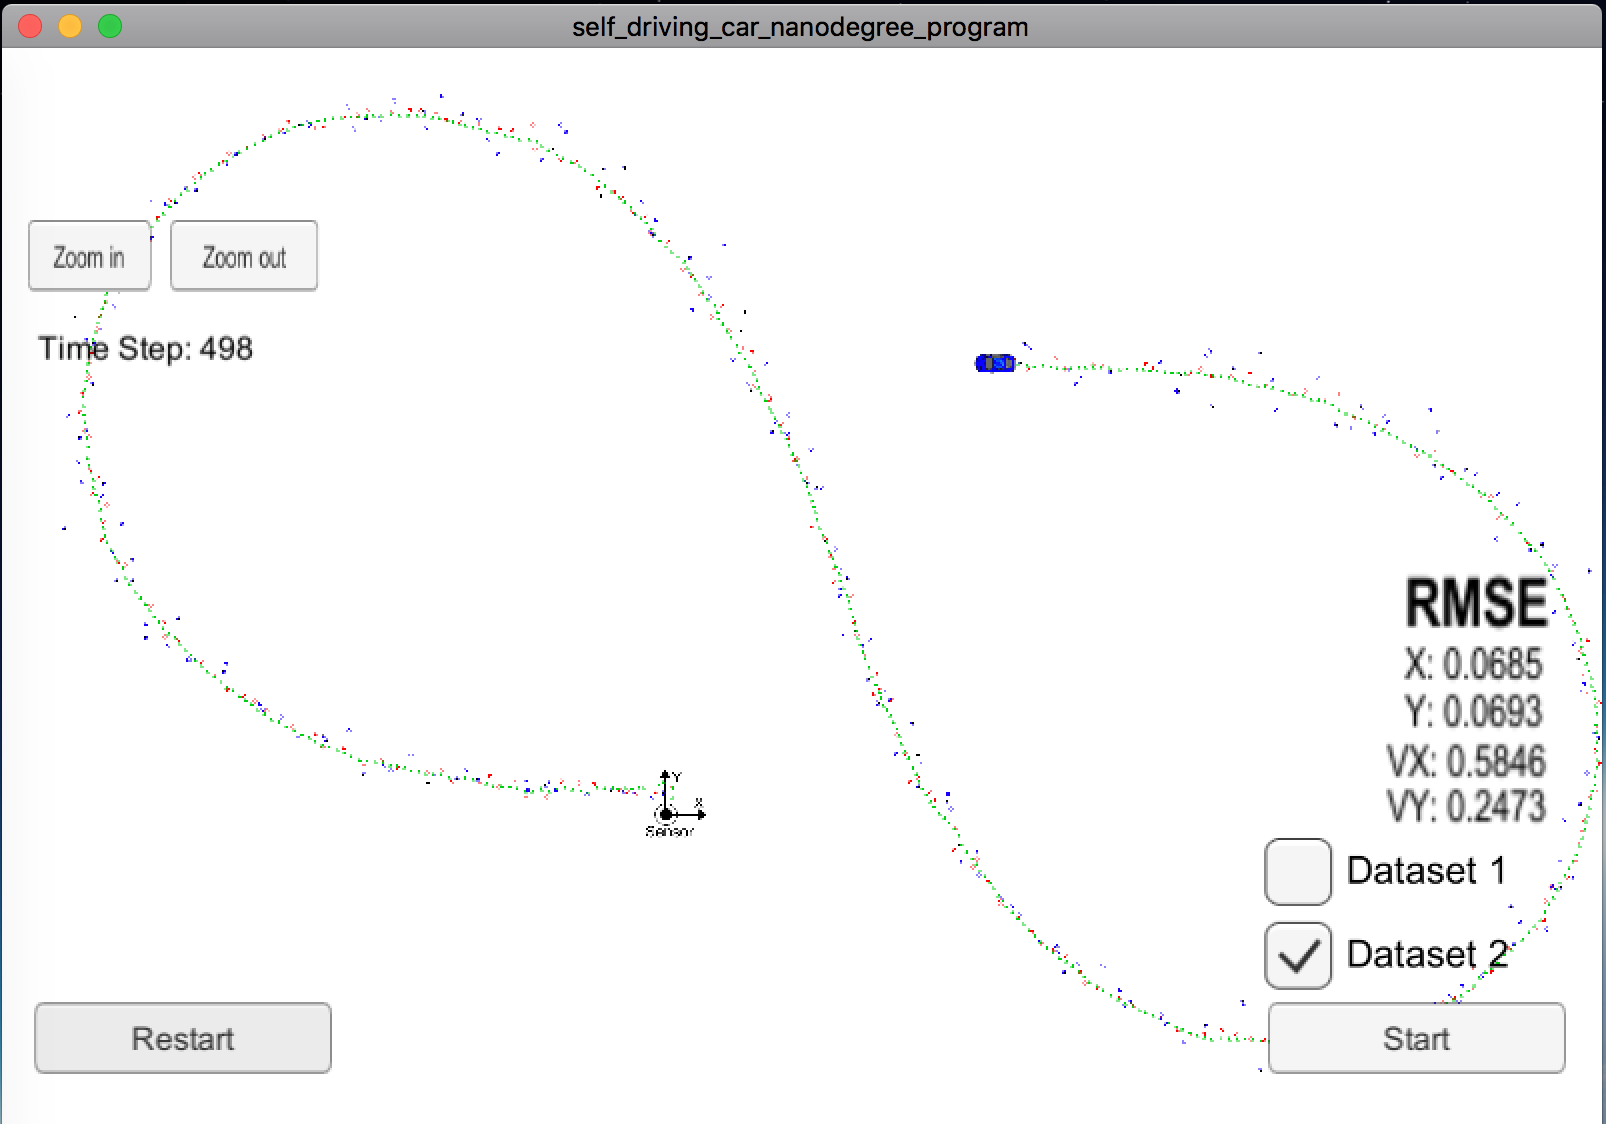 self_driving_car_nanodegree_program
Zoom in
Zoom out
Time Step: 498
RMSE
X: 0.0685
Y: 0.0693
VX: 0.5846
VY: 0.2473
Y
X
Sensor
Dataset 1
Dataset 2
Restart
Start